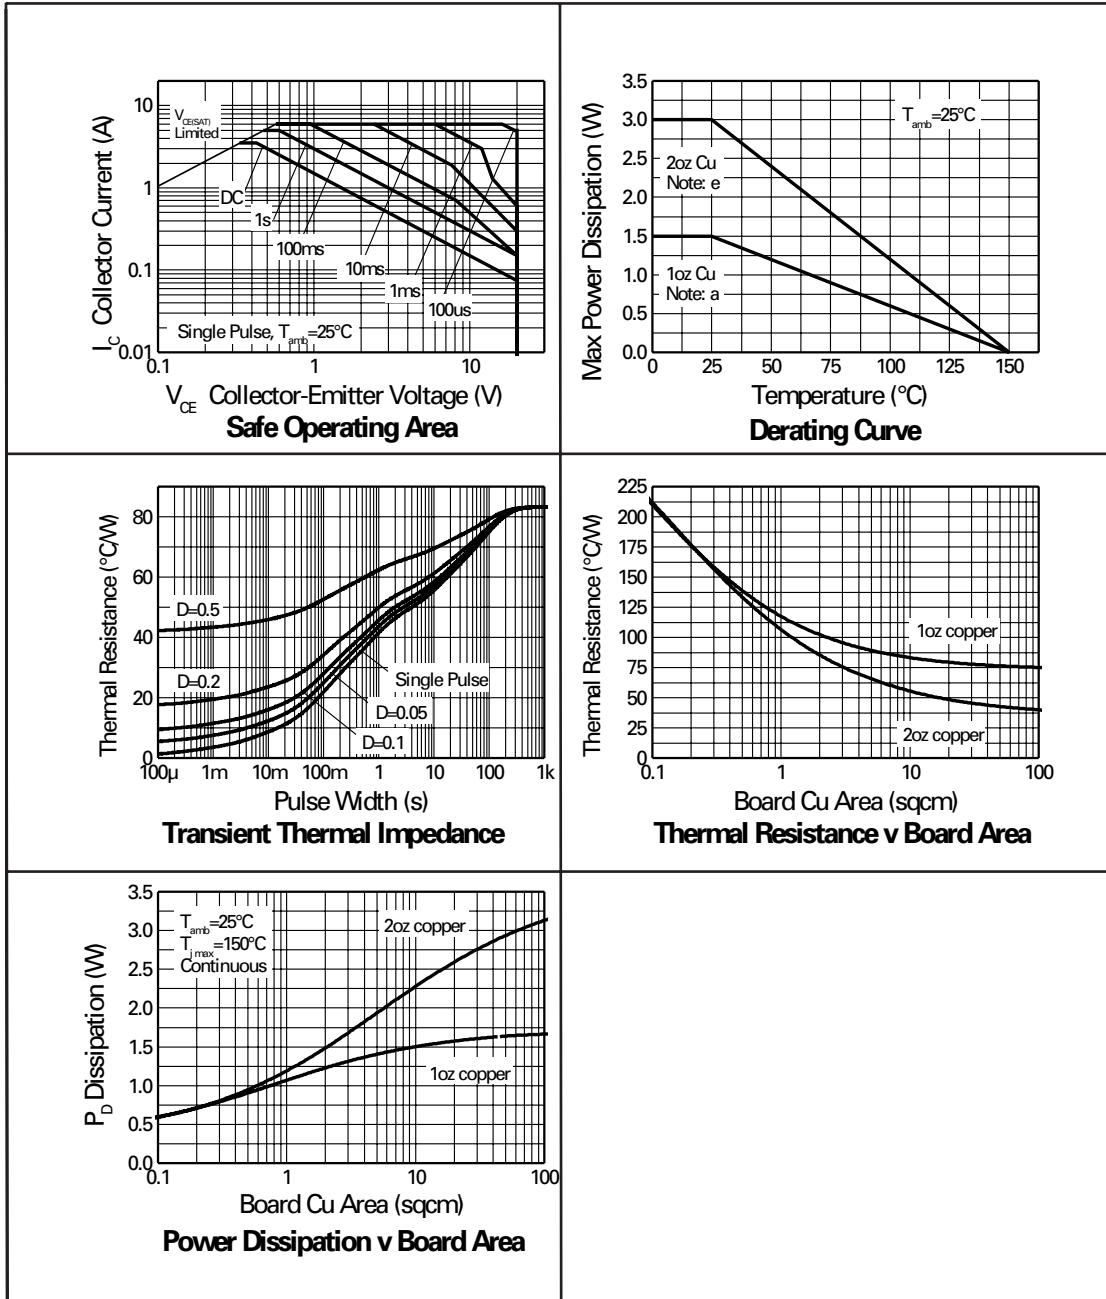 10
1
0.1
0.01
0.1
1
10
I_C Collector Current (A)
V_CE(SAT)
Limited
DC
1s
100ms
10ms
1ms
100us
Single Pulse, T_amb=25°C
V_CE Collector-Emitter Voltage (V)
Safe Operating Area
3.5
3.0
2.5
2.0
1.5
1.0
0.5
0.0
0
25
50
75
100
125
150
Max Power Dissipation (W)
T_amb=25°C
2oz Cu
Note: e
1oz Cu
Note: a
Temperature (°C)
Derating Curve
80
60
40
20
0
100µ
1m
10m
100m
1
10
100
1k
Thermal Resistance (°C/W)
D=0.5
D=0.2
Single Pulse
D=0.05
D=0.1
Pulse Width (s)
Transient Thermal Impedance
225
200
175
150
125
100
75
50
25
0
0.1
1
10
100
Thermal Resistance (°C/W)
1oz copper
2oz copper
Board Cu Area (sqcm)
Thermal Resistance v Board Area
3.5
3.0
2.5
2.0
1.5
1.0
0.5
0.0
0.1
1
10
100
P_D Dissipation (W)
T_amb=25°C
T_j max=150°C
Continuous
2oz copper
1oz copper
Board Cu Area (sqcm)
Power Dissipation v Board Area